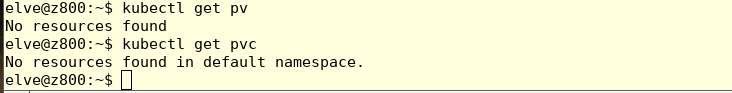 elve@z800:~$ kubectl get pv
No resources found
elve@z800:~$ kubectl get pvc
No resources found in default namespace.
elve@z800:~$